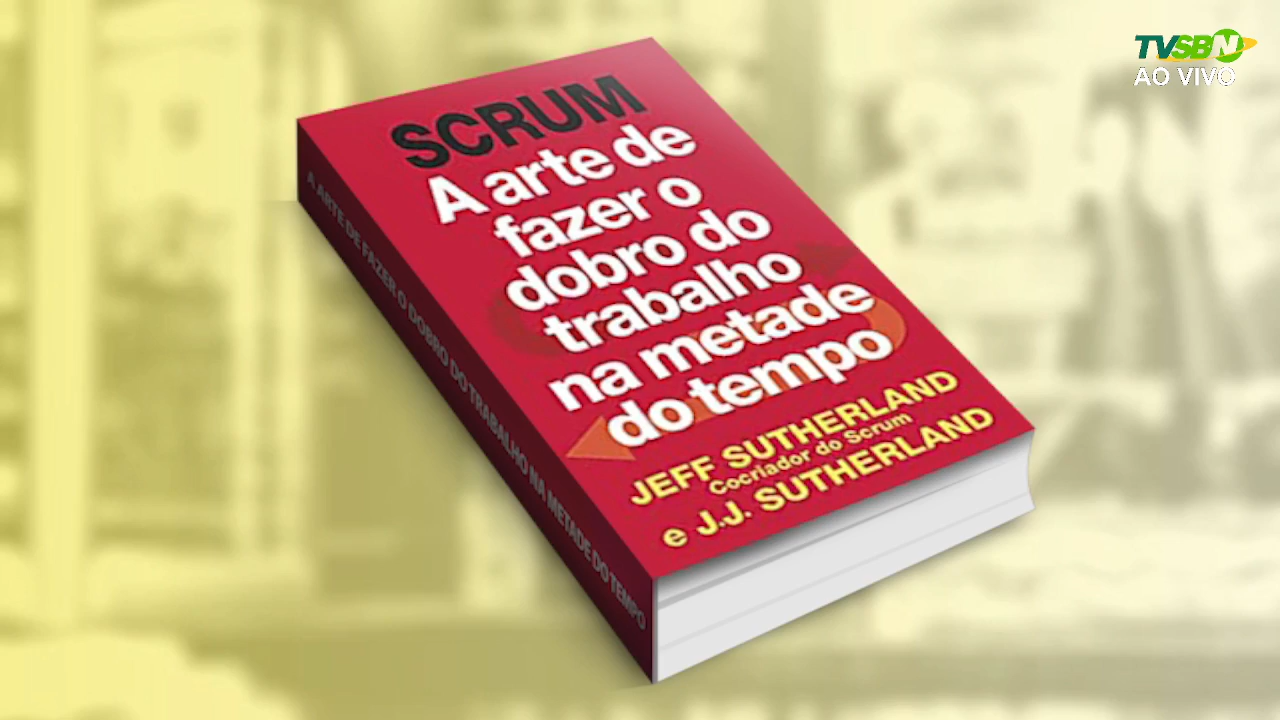 TVSBN
AO VIVO
SCRUM
A arte de
fazer o
dobro do
trabalho
na metade
do tempo
JEFF SUTHERLAND
Cocriador do Scrum
e J.J. SUTHERLAND
A ARTE DE FAZER O DOBRO DO TRABALHO NA METADE DO TEMPO